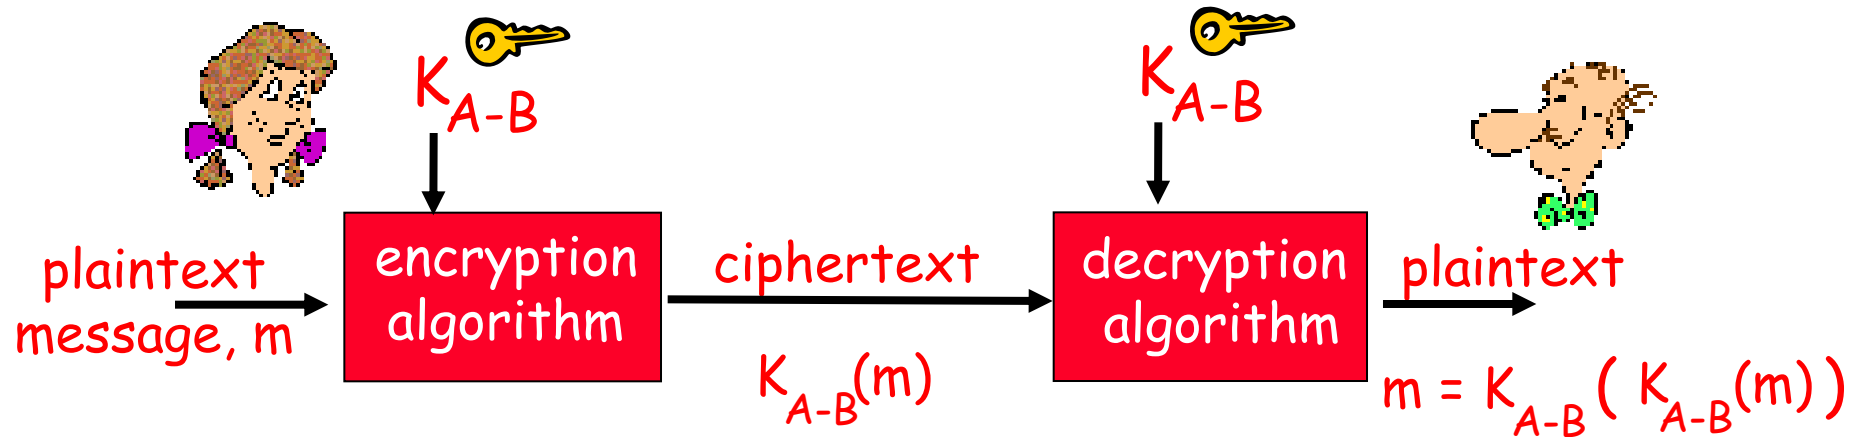 K A-B
K A-B
plaintext
message, m
encryption
algorithm
ciphertext
K A-B (m)
decryption
algorithm
plaintext
m = K A-B ( K A-B (m) )